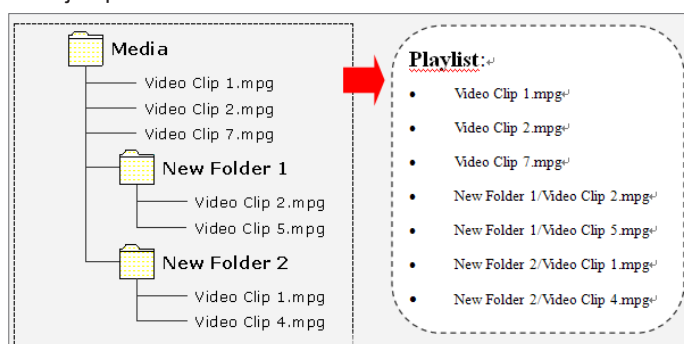 Media
Video Clip 1.mpg
Video Clip 2.mpg
Video Clip 7.mpg
New Folder 1
Video Clip 2.mpg
Video Clip 5.mpg
New Folder 2
Video Clip 1.mpg
Video Clip 4.mpg
Playlist:
Video Clip 1.mpg
Video Clip 2.mpg
Video Clip 7.mpg
New Folder 1/Video Clip 2.mpg
New Folder 1/Video Clip 5.mpg
New Folder 2/Video Clip 1.mpg
New Folder 2/Video Clip 4.mpg